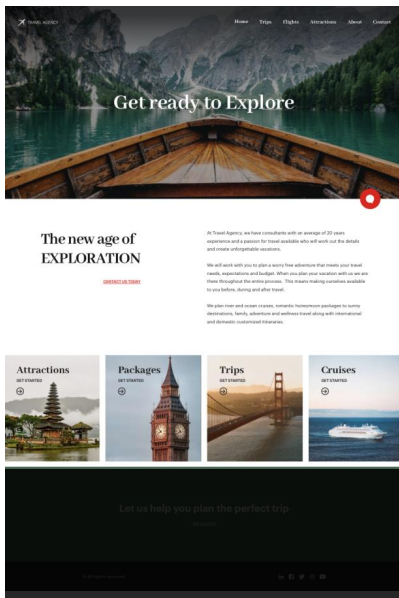 TRAVEL AGENCY
Home Trips Flights Attractions About Contact
Get ready to Explore
The new age of
EXPLORATION
CONTACT US TODAY
At Travel Agency, we have consultants with an average of 20 years
experience and a passion for travel available who will work out the details
and create unforgettable vacations.
We will work with you to plan a worry free adventure that meets your travel
needs, expectations and budget. When you plan your vacation with us we are
there throughout the entire process. This means making ourselves available
to you before, during and after travel.
We plan river and ocean cruises, romantic honeymoon packages to sunny
destinations, family, adventure and wellness travel along with international
and domestic customized itineraries.
Attractions
GET STARTED
Packages
GET STARTED
Trips
GET STARTED
Cruises
GET STARTED
Let us help you plan the perfect trip